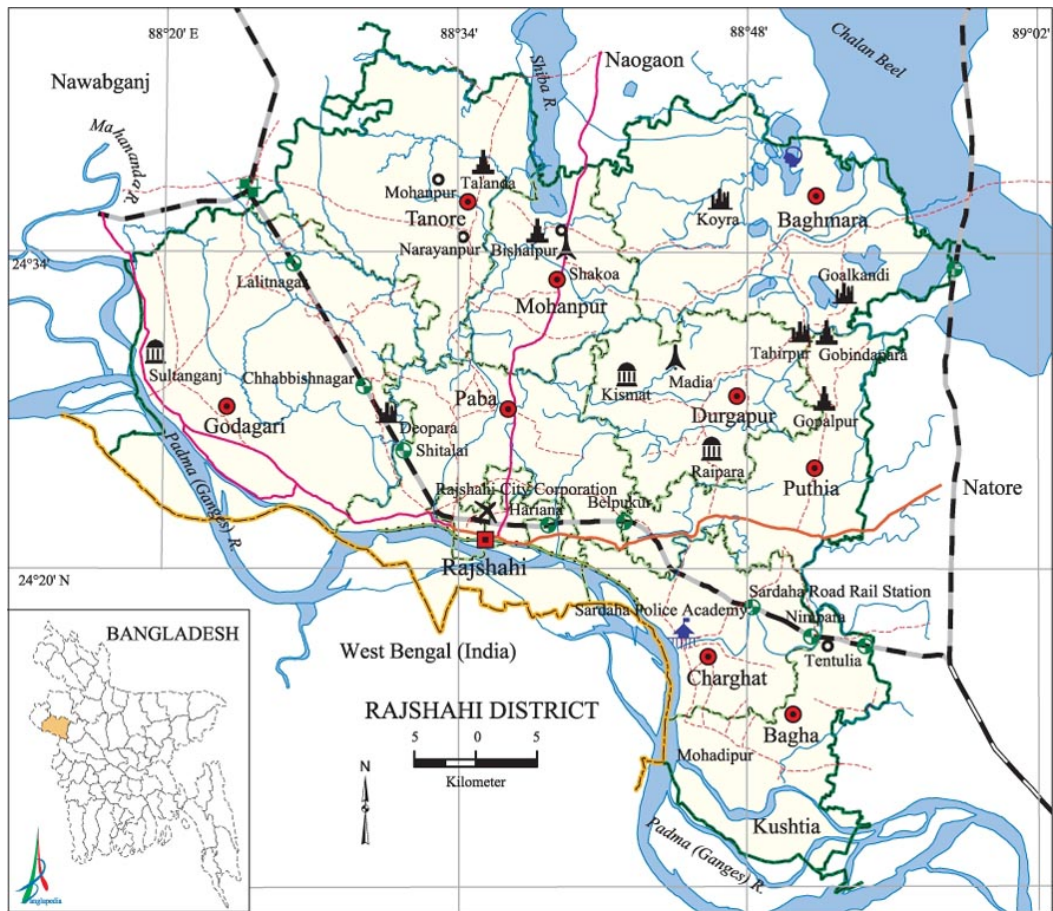 88°20' E
88°34'
88°48'
89°02'
Nawabganj
Naogaon
Chalan Beel
Shiba R.
Mahananda R.
Mohanpur
Talanda
Tanore
Koyra
Baghmara
Narayanpur
Bishalpur
24°34'
Shakoa
Goalkandi
Lalitnagar
Mohanpur
Tahirpur
Gobindapara
Sultanganj
Chhabbishnagar
Kismat
Madia
Paba
Durgapur
Gopalpur
Godagari
Deopara
Shitalai
Raipara
Puthia
Natore
Padma (Ganges) R.
Rajshahi City Corporation
Hariana
Belpukur
Rajshahi
24°20' N
Sardaha Road Rail Station
Sardaha Police Academy
BANGLADESH
West Bengal (India)
Tentulia
Charghat
RAJSHAHI DISTRICT
Bagha
5
0
5
Kilometer
N
Mohadipur
Kushtia
Padma (Ganges) R.
anglapedia